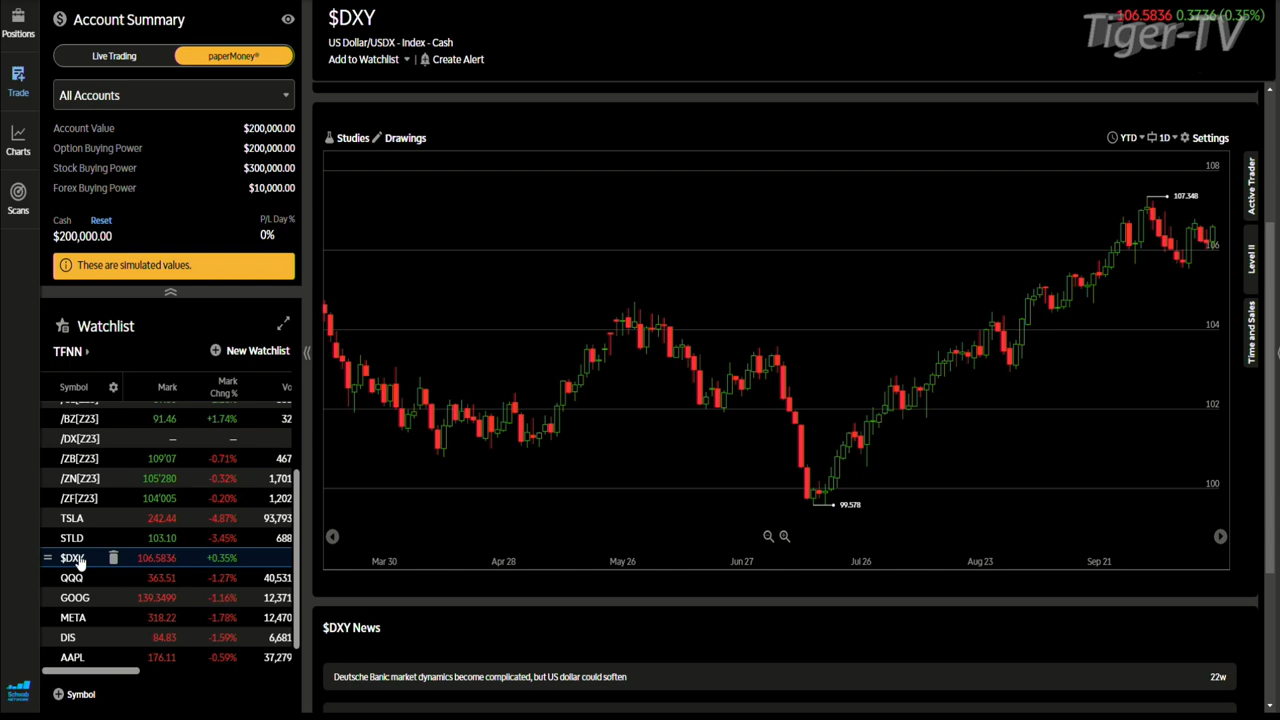 Positions
Trade
Charts
Scans
Account Summary
Live Trading
paperMoney®
All Accounts
Account Value $200,000.00
Option Buying Power $200,000.00
Stock Buying Power $300,000.00
Forex Buying Power $10,000.00
Cash Reset P/L Day %
$200,000.00 0%
These are simulated values.
Watchlist
TFNN
New Watchlist
Symbol Mark Mark Chng % Vo
/BZ[Z23] 91.46 +1.74% 32
/DX[Z23] — —
/ZB[Z23] 109'07 -0.71% 467
/ZN[Z23] 105'280 -0.32% 1,701
/ZF[Z23] 104'005 -0.20% 1,202
TSLA 242.44 -4.87% 93,793
STLD 103.10 -3.45% 688
$DXY 106.5836 +0.35%
QQQ 363.51 -1.27% 40,531
GOOG 139.3499 -1.16% 12,371
META 318.22 -1.78% 12,470
DIS 84.83 -1.59% 6,681
AAPL 176.11 -0.59% 37,279
Symbol
Schwab
NETWORK
$DXY
106.5836 0.3736 (0.35%)
Tiger-TV
US Dollar/USDX - Index - Cash
Add to Watchlist
Create Alert
Studies
Drawings
YTD
1D
Settings
108
107.348
106
104
102
100
99.578
Mar 30
Apr 28
May 26
Jun 27
Jul 26
Aug 23
Sep 21
Active Trader
Level II
Time and Sales
$DXY News
Deutsche Bank: market dynamics become complicated, but US dollar could soften 22w